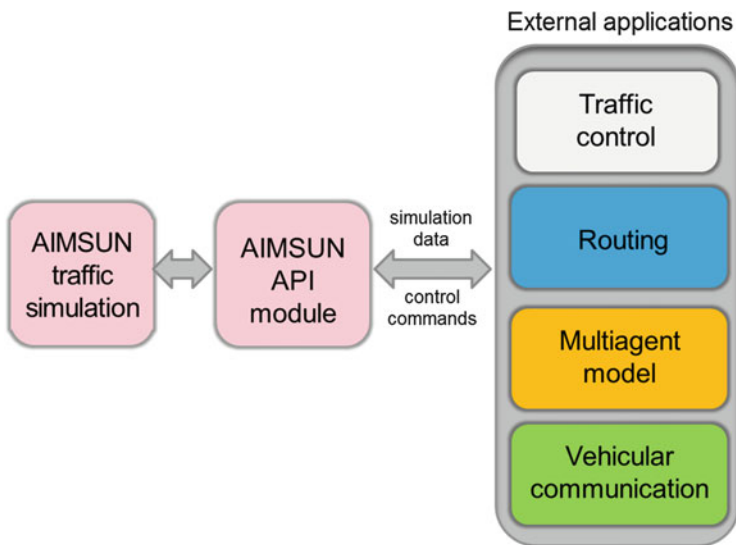 External applications
Traffic
control
Routing
Multiagent
model
Vehicular
communication
AIMSUN
traffic
simulation
AIMSUN
API
module
simulation
data
control
commands